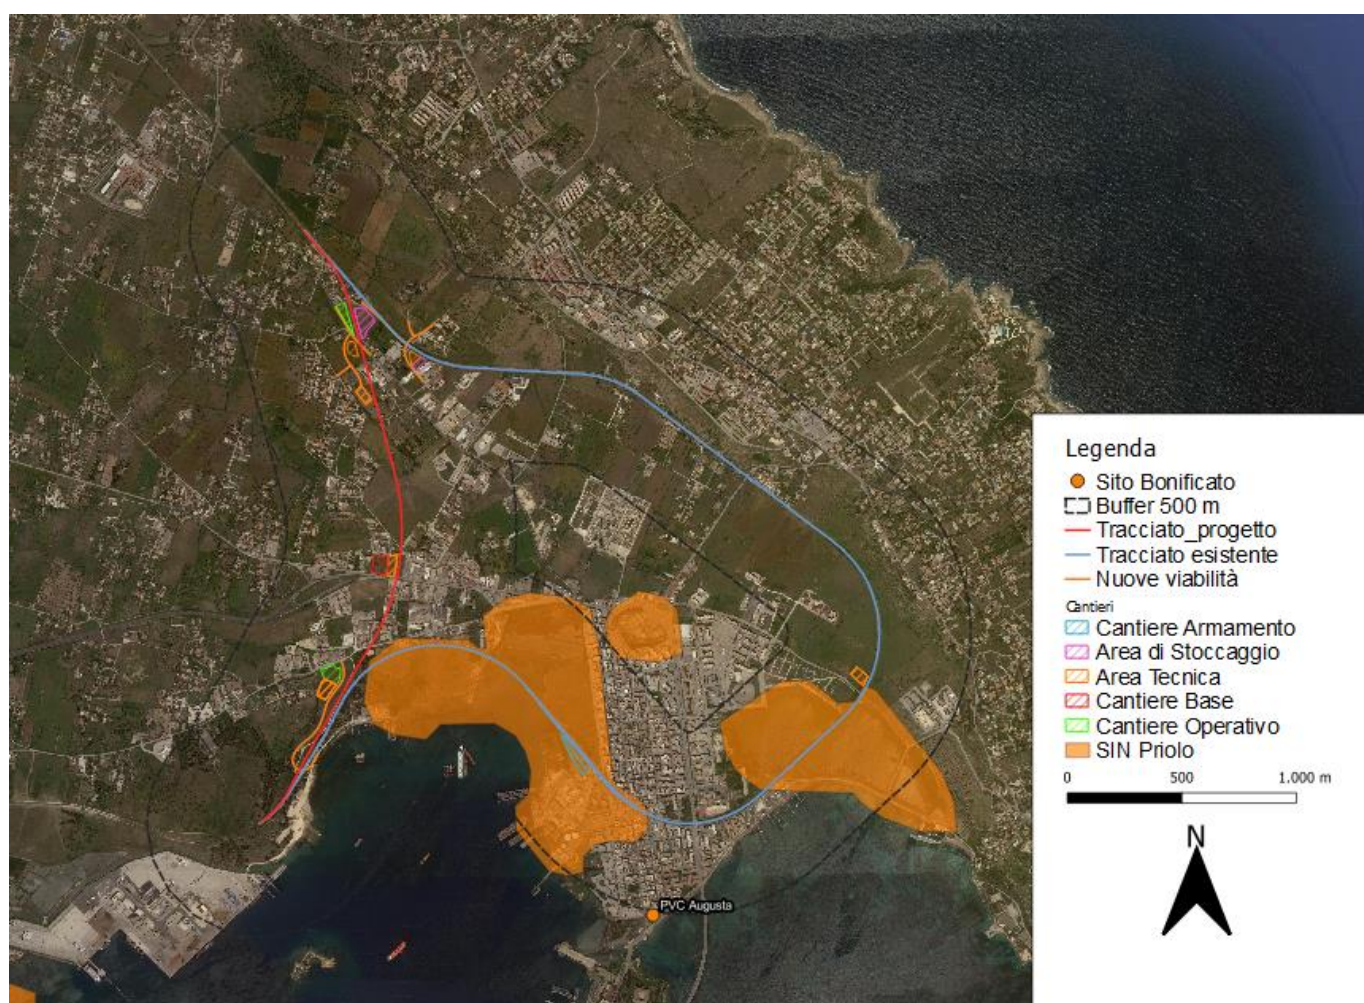 Legenda
Sito Bonificato
Buffer 500 m
Tracciato_progetto
Tracciato esistente
Nuove viabilità
Cantieri
Cantiere Armamento
Area di Stoccaggio
Area Tecnica
Cantiere Base
Cantiere Operativo
SIN Priolo
0 500 1.000 m
N
PVC Augusta